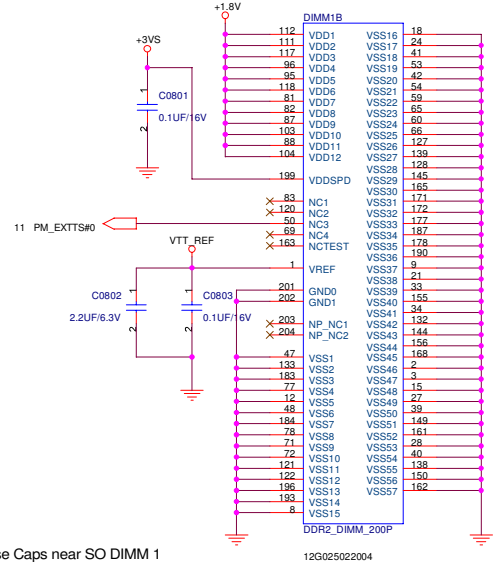 +1.8V
DIMM1B
+3VS
C0801
0.1UF/16V
1
2
112 VDD1 VSS16 18
111 VDD2 VSS17 24
117 VDD3 VSS18 41
96 VDD4 VSS19 53
95 VDD5 VSS20 42
118 VDD6 VSS21 54
81 VDD7 VSS22 59
82 VDD8 VSS23 65
87 VDD9 VSS24 60
103 VDD10 VSS25 66
88 VDD11 VSS26 127
104 VDD12 VSS27 139
VSS28 128
199 VDDSPD VSS29 145
VSS30 165
83 NC1 VSS31 171
120 NC2 VSS32 172
50 NC3 VSS33 177
69 NC4 VSS34 187
163 NCTEST VSS35 178
VSS36 190
1 VREF VSS37 9
VSS38 21
201 GND0 VSS39 33
202 GND1 VSS40 155
VSS41 34
203 NP_NC1 VSS42 132
204 NP_NC2 VSS43 144
VSS44 156
47 VSS1 VSS45 168
133 VSS2 VSS46 2
183 VSS3 VSS47 3
77 VSS4 VSS48 15
12 VSS5 VSS49 27
48 VSS6 VSS50 39
184 VSS7 VSS51 149
78 VSS8 VSS52 161
71 VSS9 VSS53 28
72 VSS10 VSS54 40
121 VSS11 VSS55 138
122 VSS12 VSS56 150
196 VSS13 VSS57 162
193 VSS14
8 VSS15
11 PM_EXTTS#0
VTT_REF
C0802
2.2UF/6.3V
1
2
C0803
0.1UF/16V
1
2
DDR2_DIMM_200P
12G025022004
se Caps near SO DIMM 1